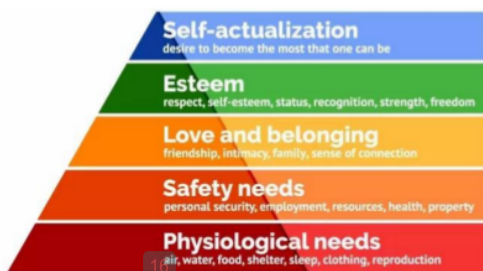 Self-actualization
desire to become the most that one can be
Esteem
respect, self-esteem, status, recognition, strength, freedom
Love and belonging
friendship, intimacy, family, sense of connection
Safety needs
personal security, employment, resources, health, property
Physiological needs
air, water, food, shelter, sleep, clothing, reproduction